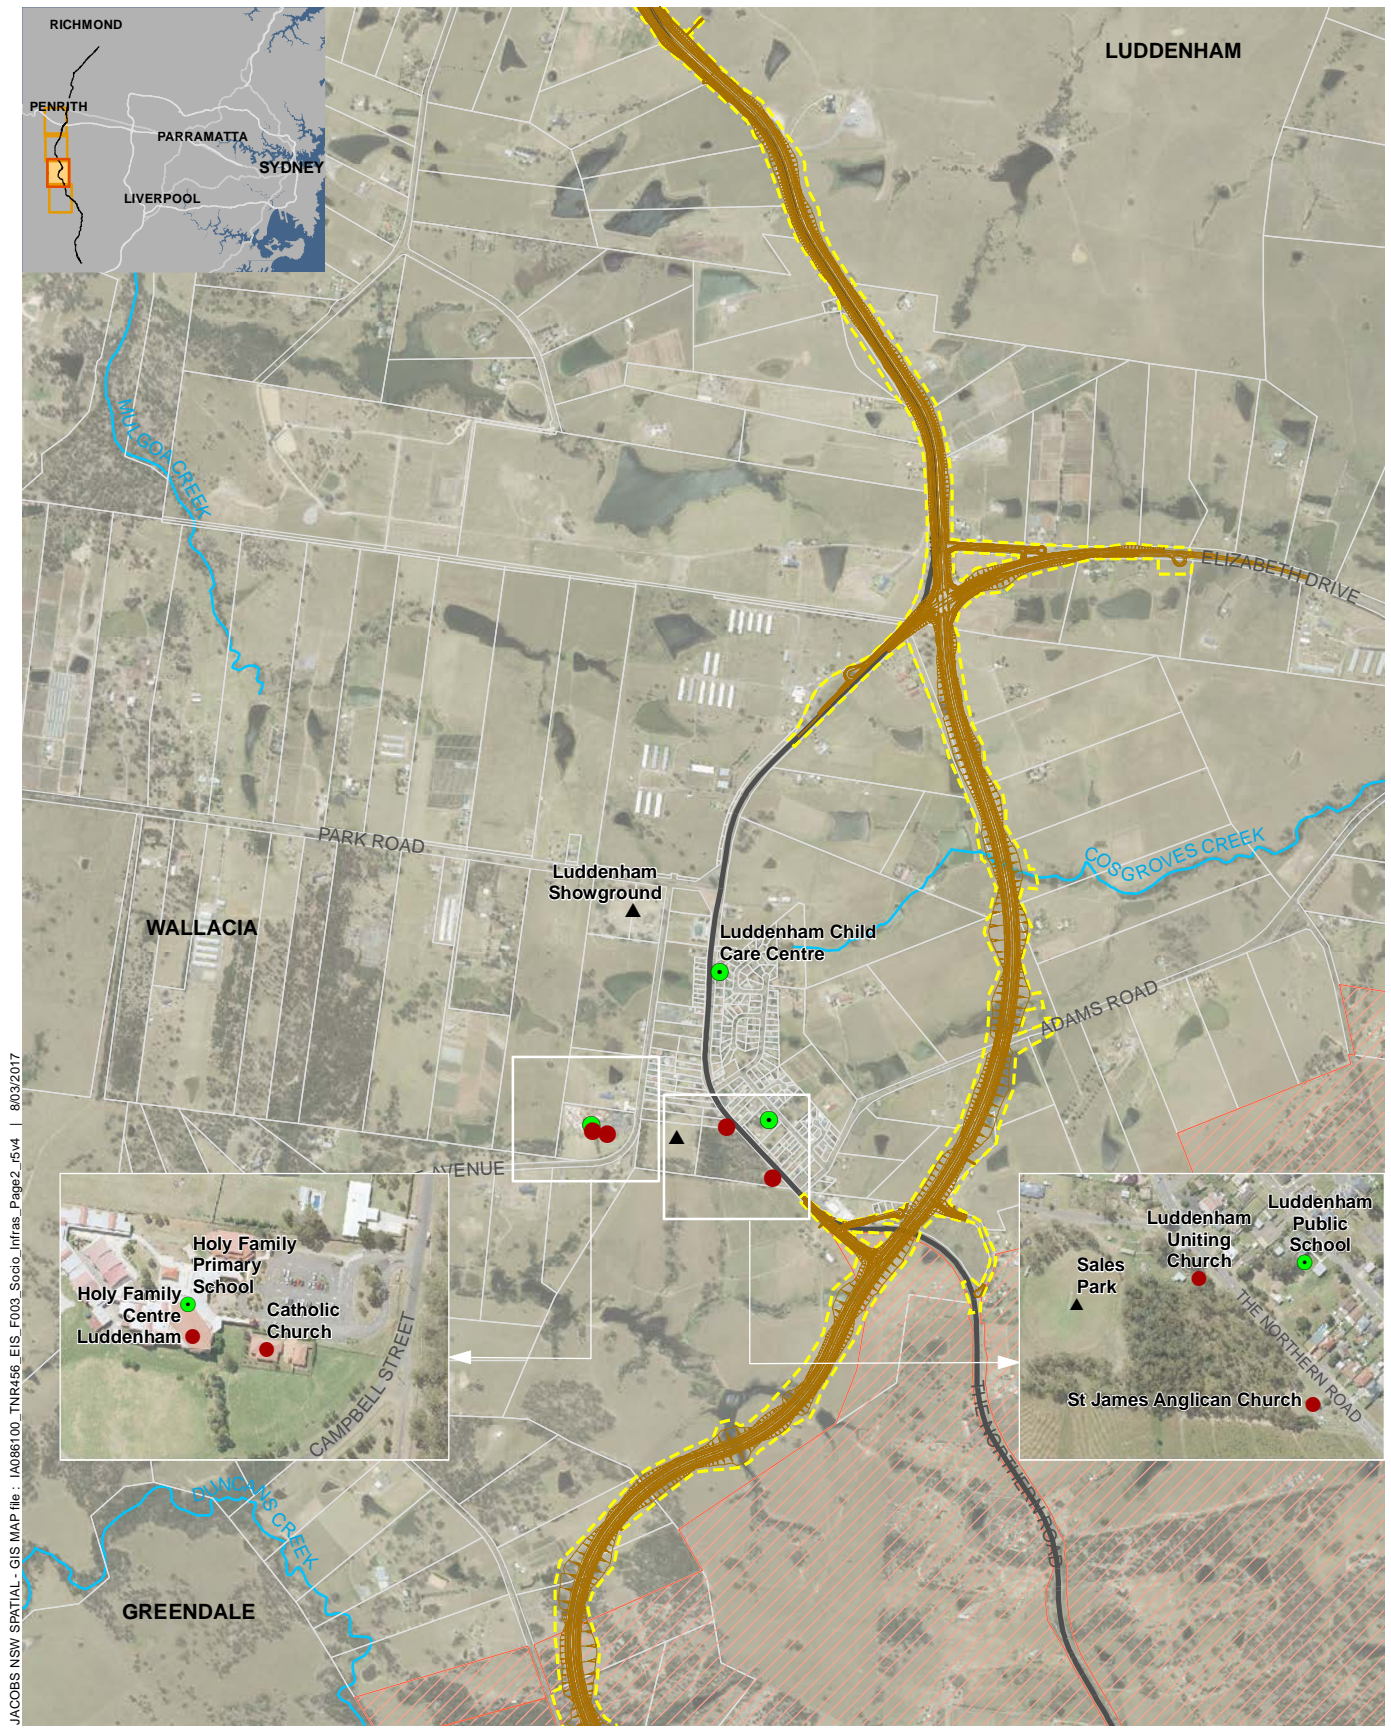 RICHMOND
PENRITH
PARRAMATTA
SYDNEY
LIVERPOOL
LUDDENHAM
MULGOA CREEK
ELIZABETH DRIVE
PARK ROAD
COSGROVES CREEK
Luddenham
Showground
WALLACIA
Luddenham Child
Care Centre
ADAMS ROAD
AVENUE
Holy Family
Primary
School
Holy Family
Centre
Luddenham
Catholic
Church
CAMPBELL STREET
Luddenham
Uniting
Church
Luddenham
Public
School
Sales
Park
THE NORTHERN ROAD
St James Anglican Church
THE NORTHERN ROAD
DUNCANS CREEK
GREENDALE
JACOBS NSW SPATIAL - GIS MAP file : IA086100_TNR456_EIS_F003_Socio_Infras_Page2_r5v4 | 8/03/2017